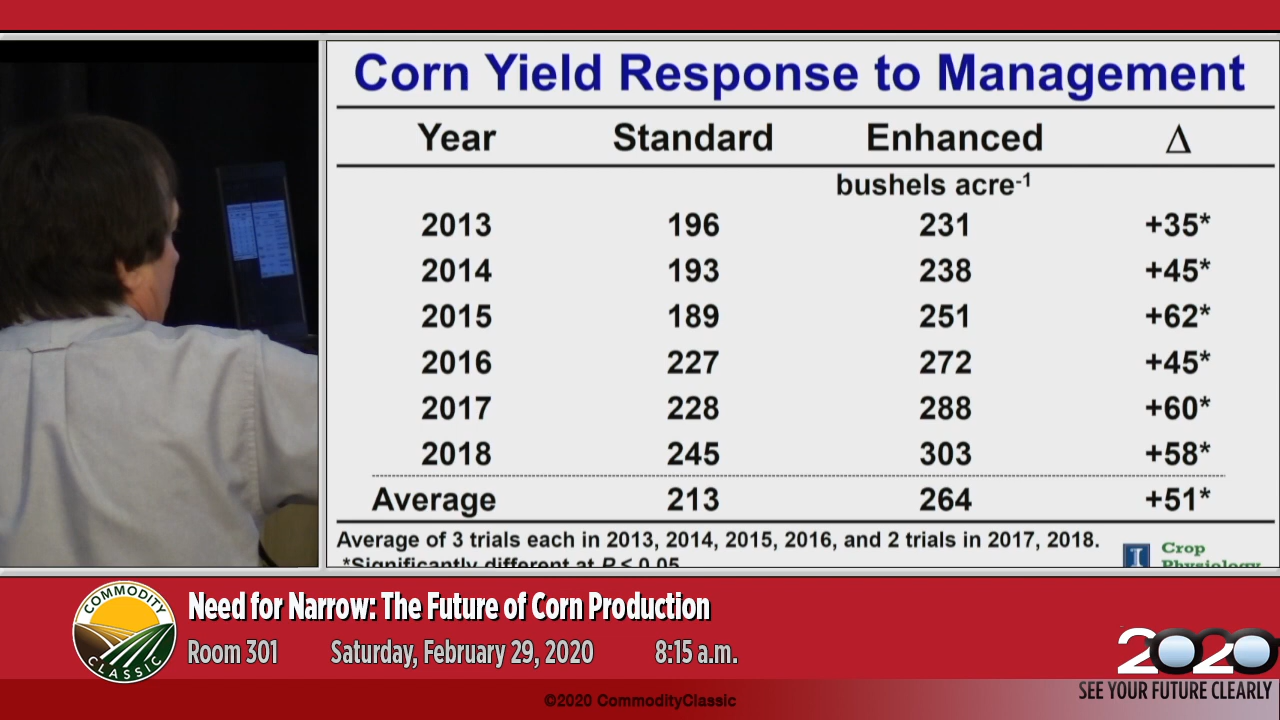 Corn Yield Response to Management
Year Standard Enhanced Δ
bushels acre-1
2013 196 231 +35*
2014 193 238 +45*
2015 189 251 +62*
2016 227 272 +45*
2017 228 288 +60*
2018 245 303 +58*
Average 213 264 +51*
Average of 3 trials each in 2013, 2014, 2015, 2016, and 2 trials in 2017, 2018.
*Significantly different at P ≤ 0.05
I Crop
Physiology
COMMODITY
CLASSIC
Need for Narrow: The Future of Corn Production
Room 301 Saturday, February 29, 2020 8:15 a.m.
2020
SEE YOUR FUTURE CLEARLY
©2020 CommodityClassic